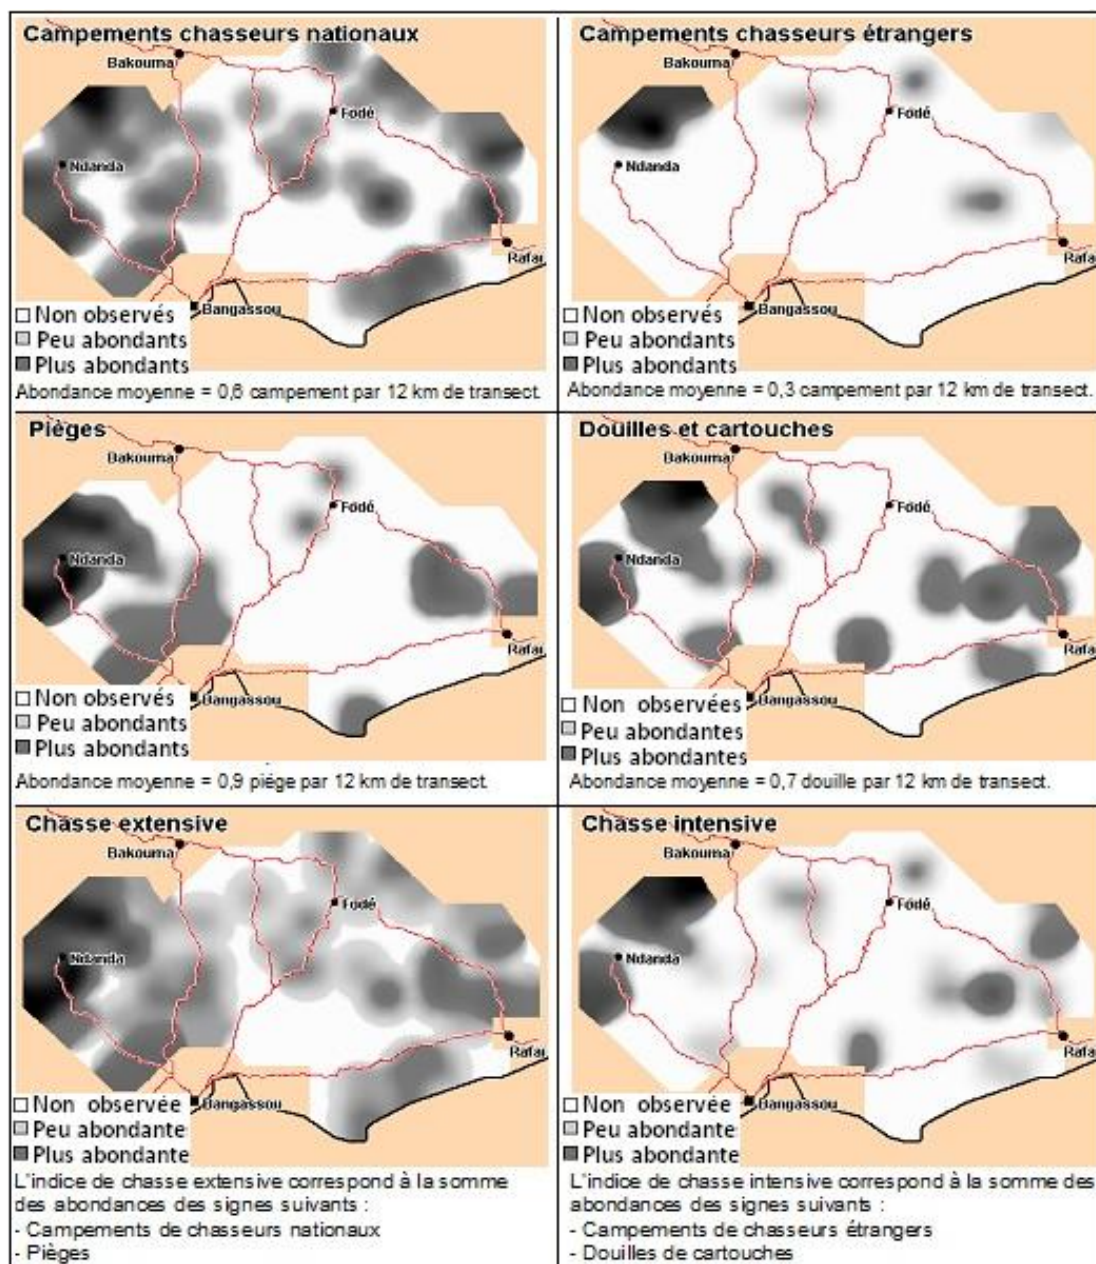 Campements chasseurs nationaux
Bakouma
Fodé
Ndanda
Rafai
Bangassou
Non observés
Peu abondants
Plus abondants
Abondance moyenne = 0,6 campement par 12 km de transect.
Campements chasseurs étrangers
Bakouma
Fodé
Ndanda
Rafai
Bangassou
Non observés
Peu abondants
Plus abondants
Abondance moyenne = 0,3 campement par 12 km de transect.
Pièges
Bakouma
Fodé
Ndanda
Rafai
Bangassou
Non observés
Peu abondants
Plus abondants
Abondance moyenne = 0,9 piége par 12 km de transect.
Douilles et cartouches
Bakouma
Fodé
Ndanda
Rafai
Bangassou
Non observées
Peu abondantes
Plus abondantes
Abondance moyenne = 0,7 douille par 12 km de transect.
Chasse extensive
Bakouma
Fodé
Ndanda
Rafai
Bangassou
Non observée
Peu abondante
Plus abondante
L'indice de chasse extensive correspond à la somme
des abondances des signes suivants :
- Campements de chasseurs nationaux
- Pièges
Chasse intensive
Bakouma
Fodé
Ndanda
Rafai
Bangassou
Non observée
Peu abondante
Plus abondante
L'indice de chasse intensive correspond à la somme des
abondances des signes suivants :
- Campements de chasseurs étrangers
- Douilles de cartouches